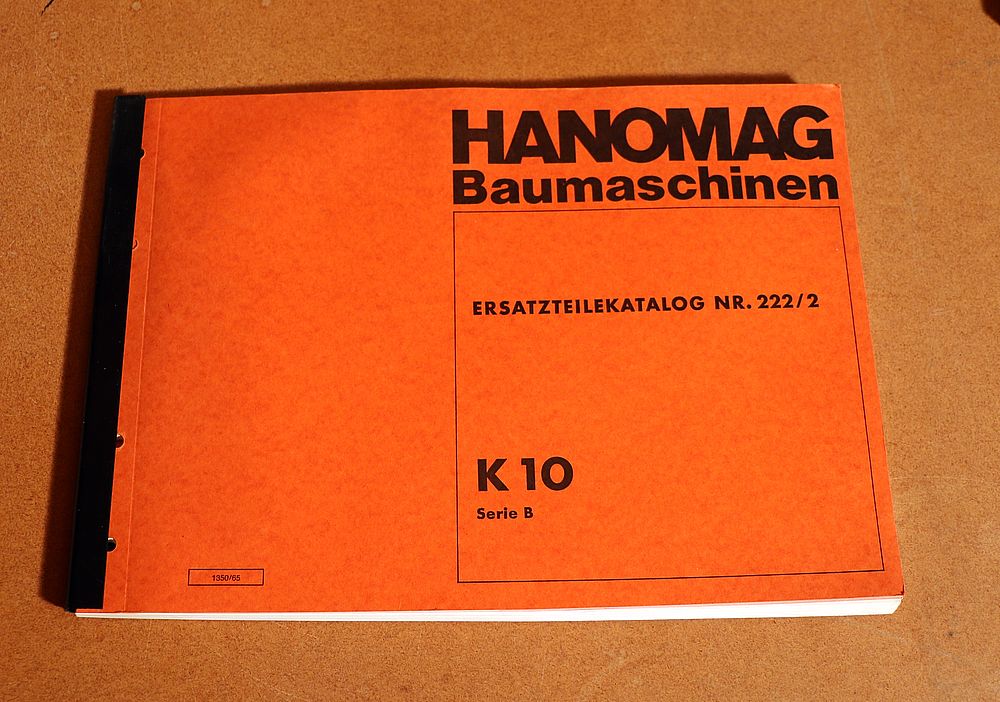 HANOMAG
Baumaschinen
ERSATZTEILEKATALOG NR. 222/2
K 10
Serie B
1350/65